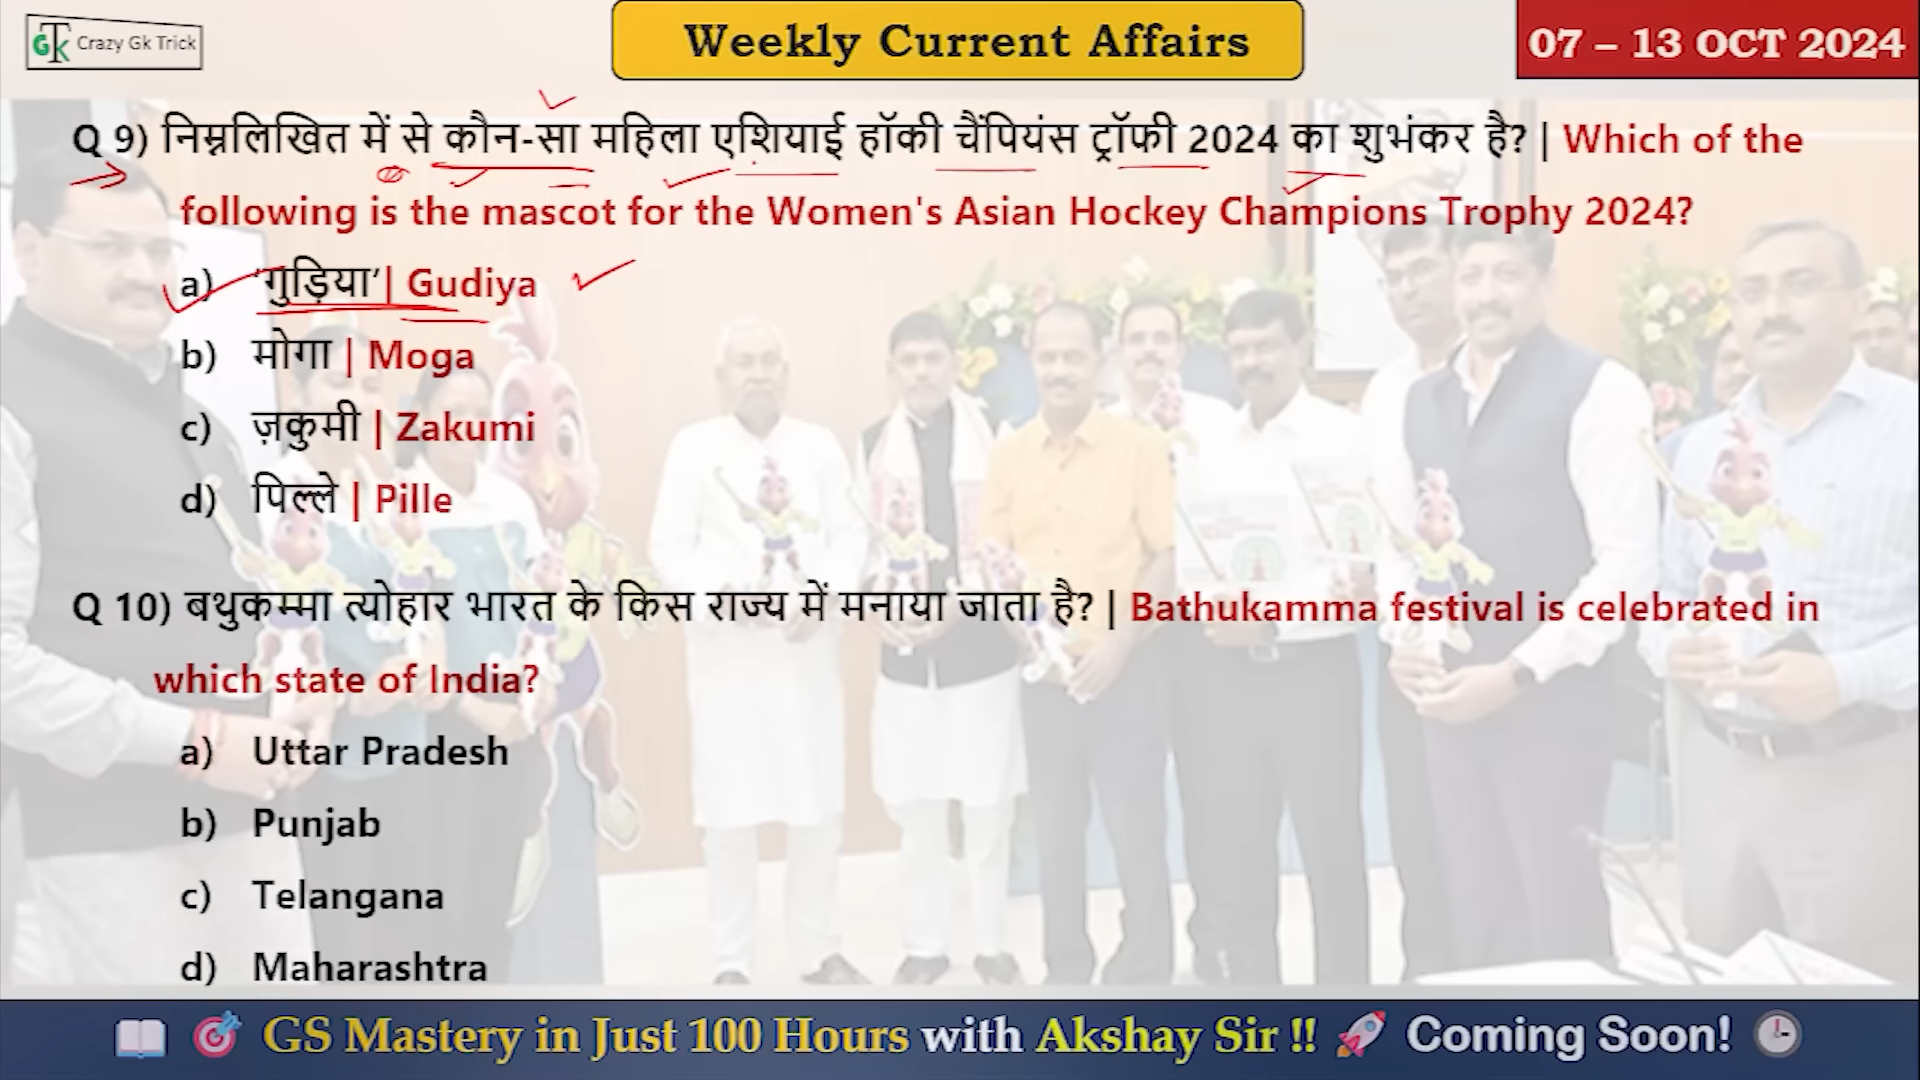 GTK Crazy Gk Trick
Weekly Current Affairs
07 – 13 OCT 2024
Q 9) निम्नलिखित में से कौन-सा महिला एशियाई हॉकी चैंपियंस ट्रॉफी 2024 का शुभंकर है? | Which of the
following is the mascot for the Women's Asian Hockey Champions Trophy 2024?
a) 'गुड़िया'| Gudiya
b) मोगा | Moga
c) ज़कुमी | Zakumi
d) पिल्ले | Pille
Q 10) बथुकम्मा त्योहार भारत के किस राज्य में मनाया जाता है? | Bathukamma festival is celebrated in
which state of India?
a) Uttar Pradesh
b) Punjab
c) Telangana
d) Maharashtra
📖 🎯 GS Mastery in Just 100 Hours with Akshay Sir !! 🚀 Coming Soon! 🕒